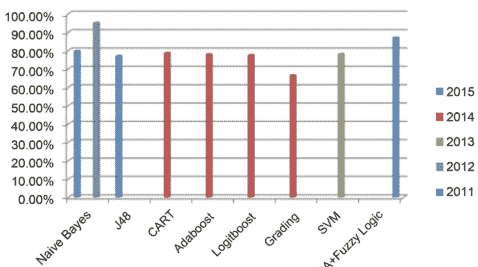 100.00%
90.00%
80.00%
70.00%
60.00%
50.00%
40.00%
30.00%
20.00%
10.00%
0.00%
Naive Bayes
J48
CART
Adaboost
Logitboost
Grading
SVM
A+Fuzzy Logic
2015
2014
2013
2012
2011